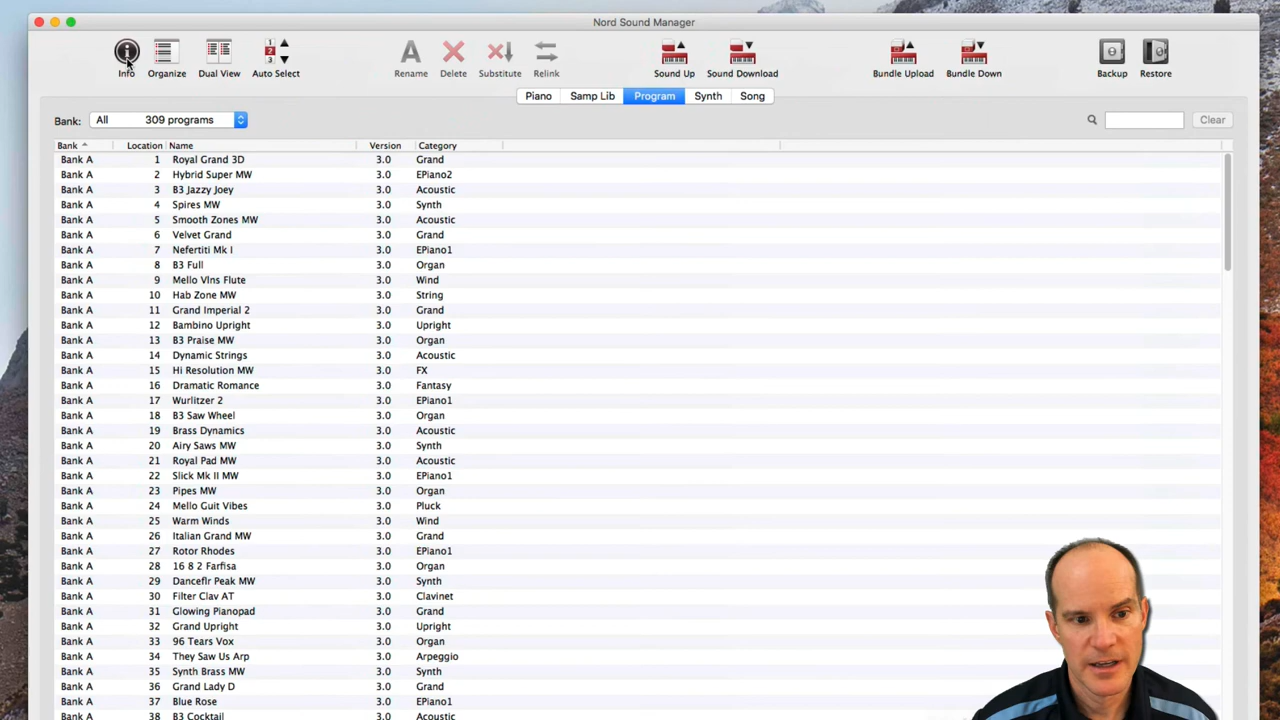 Nord Sound Manager
Info Organize Dual View Auto Select Rename Delete Substitute Relink Sound Up Sound Download Bundle Upload Bundle Down Backup Restore
1
2
3
Piano Samp Lib Program Synth Song
Bank: All 309 programs Clear
Bank Location Name Version Category
Bank A 1 Royal Grand 3D 3.0 Grand
Bank A 2 Hybrid Super MW 3.0 EPiano2
Bank A 3 B3 Jazzy Joey 3.0 Acoustic
Bank A 4 Spires MW 3.0 Synth
Bank A 5 Smooth Zones MW 3.0 Acoustic
Bank A 6 Velvet Grand 3.0 Grand
Bank A 7 Nefertiti Mk I 3.0 EPiano1
Bank A 8 B3 Full 3.0 Organ
Bank A 9 Mello Vlns Flute 3.0 Wind
Bank A 10 Hab Zone MW 3.0 String
Bank A 11 Grand Imperial 2 3.0 Grand
Bank A 12 Bambino Upright 3.0 Upright
Bank A 13 B3 Praise MW 3.0 Organ
Bank A 14 Dynamic Strings 3.0 Acoustic
Bank A 15 Hi Resolution MW 3.0 FX
Bank A 16 Dramatic Romance 3.0 Fantasy
Bank A 17 Wurlitzer 2 3.0 EPiano1
Bank A 18 B3 Saw Wheel 3.0 Organ
Bank A 19 Brass Dynamics 3.0 Acoustic
Bank A 20 Airy Saws MW 3.0 Synth
Bank A 21 Royal Pad MW 3.0 Acoustic
Bank A 22 Slick Mk II MW 3.0 EPiano1
Bank A 23 Pipes MW 3.0 Organ
Bank A 24 Mello Guit Vibes 3.0 Pluck
Bank A 25 Warm Winds 3.0 Wind
Bank A 26 Italian Grand MW 3.0 Grand
Bank A 27 Rotor Rhodes 3.0 EPiano1
Bank A 28 16 8 2 Farfisa 3.0 Organ
Bank A 29 Danceflr Peak MW 3.0 Synth
Bank A 30 Filter Clav AT 3.0 Clavinet
Bank A 31 Glowing Pianopad 3.0 Grand
Bank A 32 Grand Upright 3.0 Upright
Bank A 33 96 Tears Vox 3.0 Organ
Bank A 34 They Saw Us Arp 3.0 Arpeggio
Bank A 35 Synth Brass MW 3.0 Synth
Bank A 36 Grand Lady D 3.0 Grand
Bank A 37 Blue Rose 3.0 EPiano1
Bank A 38 B3 Cocktail 3.0 Acoustic